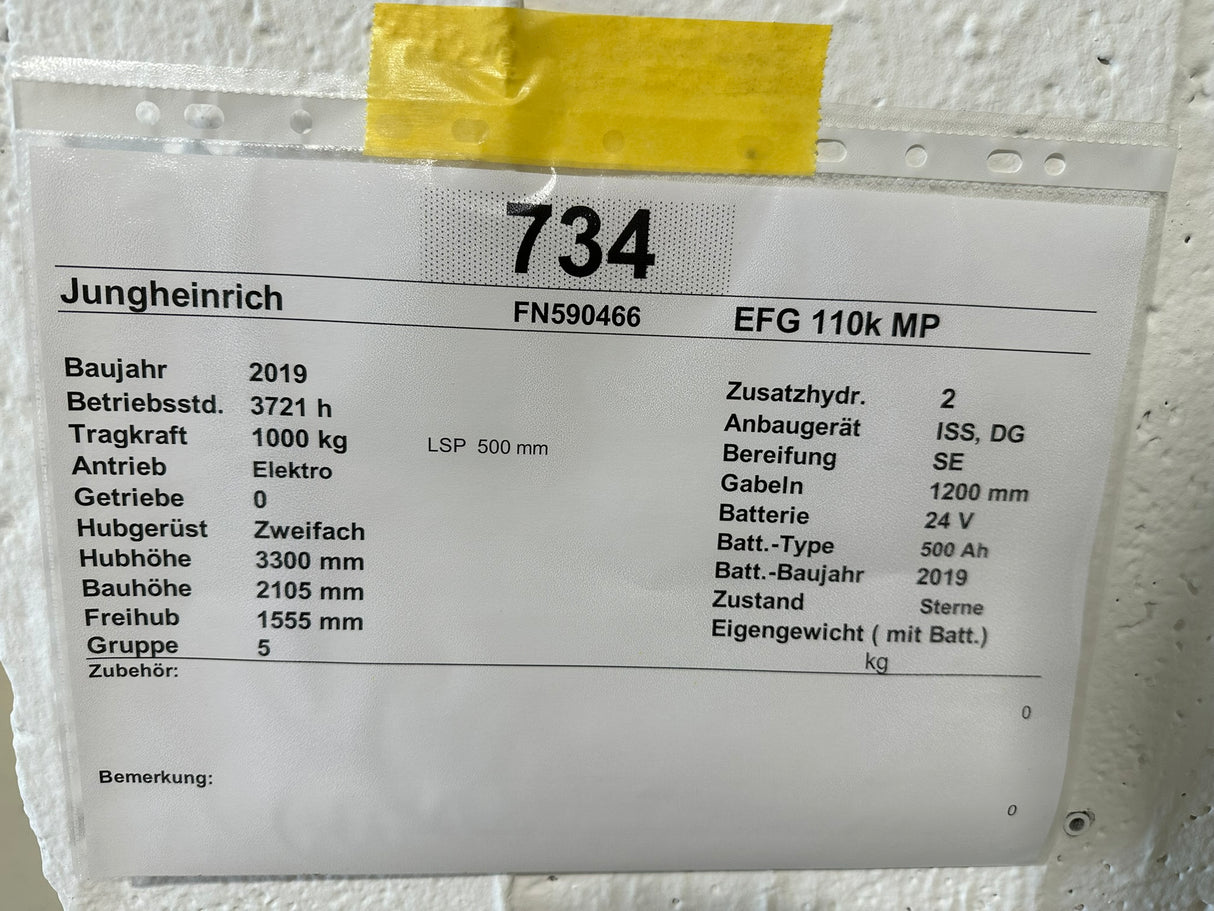 734
Jungheinrich FN590466 EFG 110k MP
Baujahr 2019
Betriebsstd. 3721 h
Tragkraft 1000 kg LSP 500 mm
Antrieb Elektro
Getriebe 0
Hubgerüst Zweifach
Hubhöhe 3300 mm
Bauhöhe 2105 mm
Freihub 1555 mm
Gruppe 5
Zusatzhydr. 2
Anbaugerät ISS, DG
Bereifung SE
Gabeln 1200 mm
Batterie 24 V
Batt.-Type 500 Ah
Batt.-Baujahr 2019
Zustand Sterne
Eigengewicht ( mit Batt.)
kg
Zubehör:
0
Bemerkung:
0